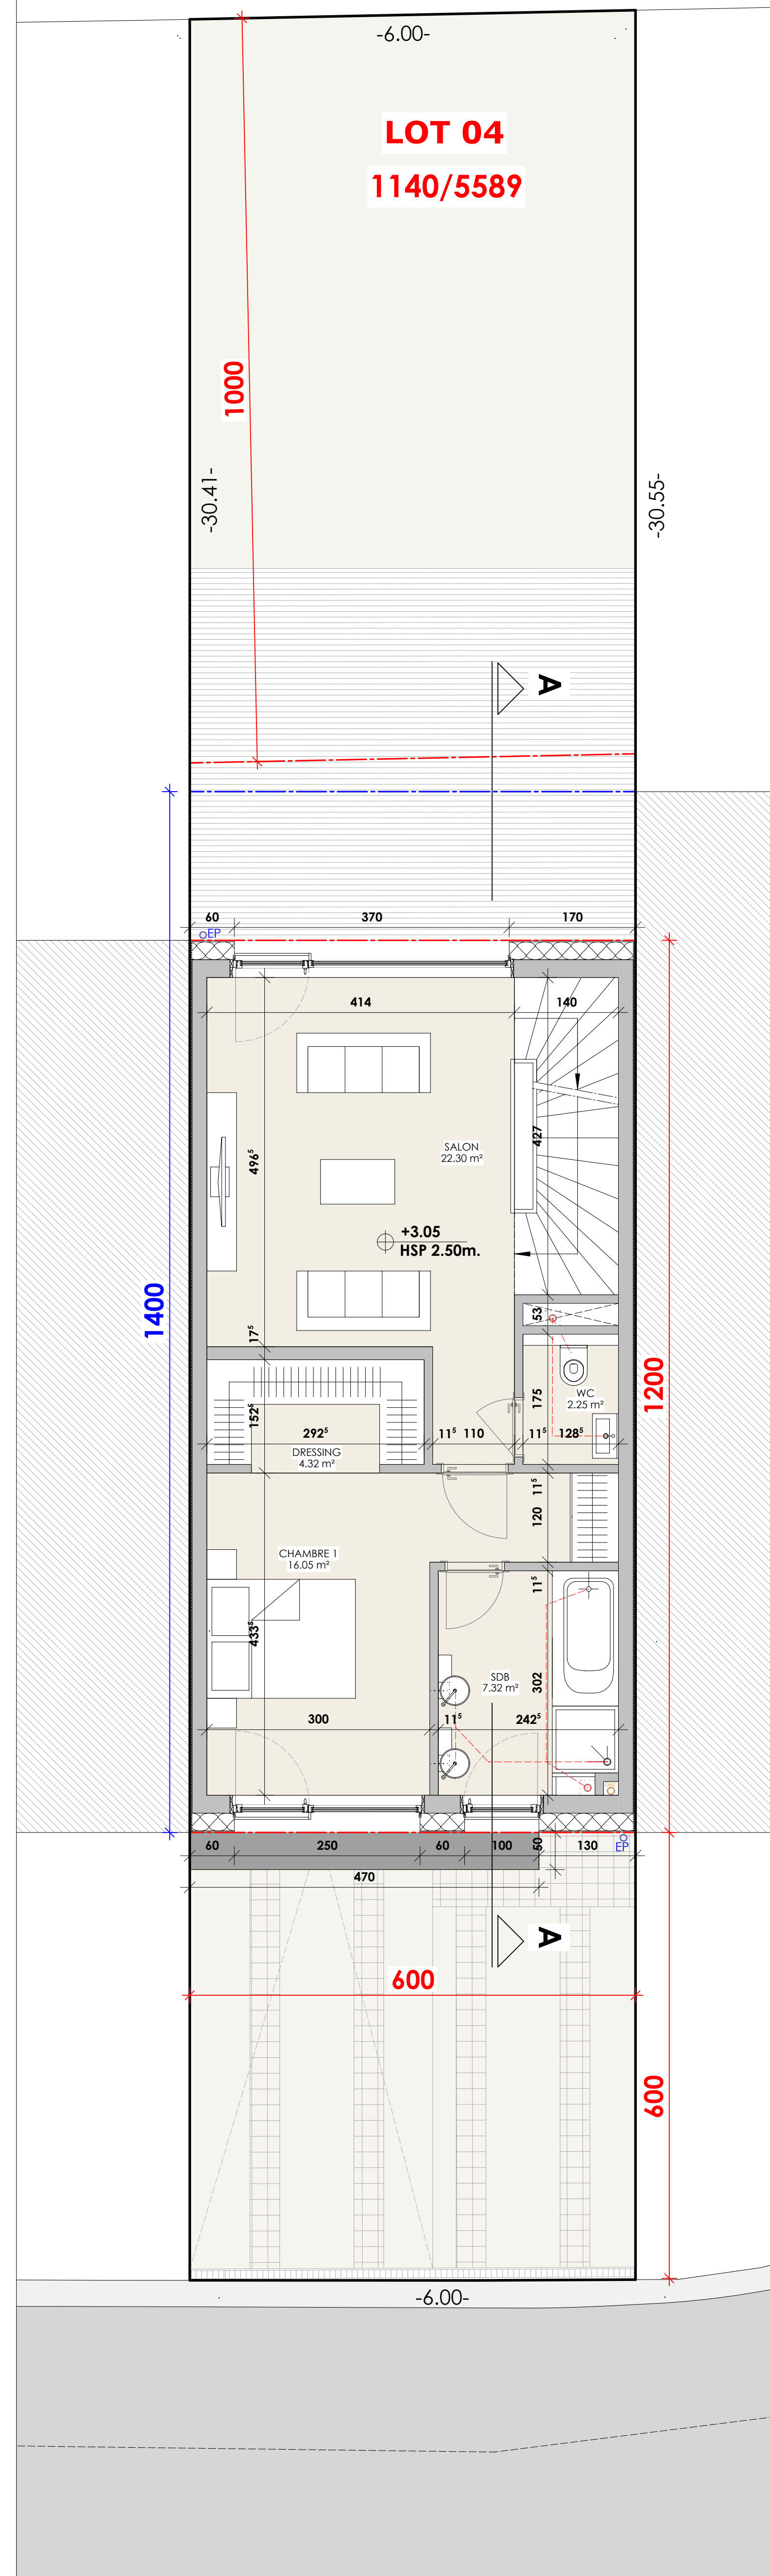 -6.00-
LOT 04
1140/5589
1000
-30.41-
-30.55-
A
60
370
170
EP
414
140
1400
496⁵
SALON
22.30 m²
427
+3.05
HSP 2.50m.
17⁵
53
1200
152⁵
292⁵
DRESSING
4.32 m²
11⁵
110
175
WC
2.25 m²
11⁵
128⁵
11⁵
120
CHAMBRE 1
16.05 m²
11⁵
433⁵
SDB
7.32 m²
302
300
11⁵
242⁵
60
250
60
100
50
130
EP
470
A
600
600
-6.00-